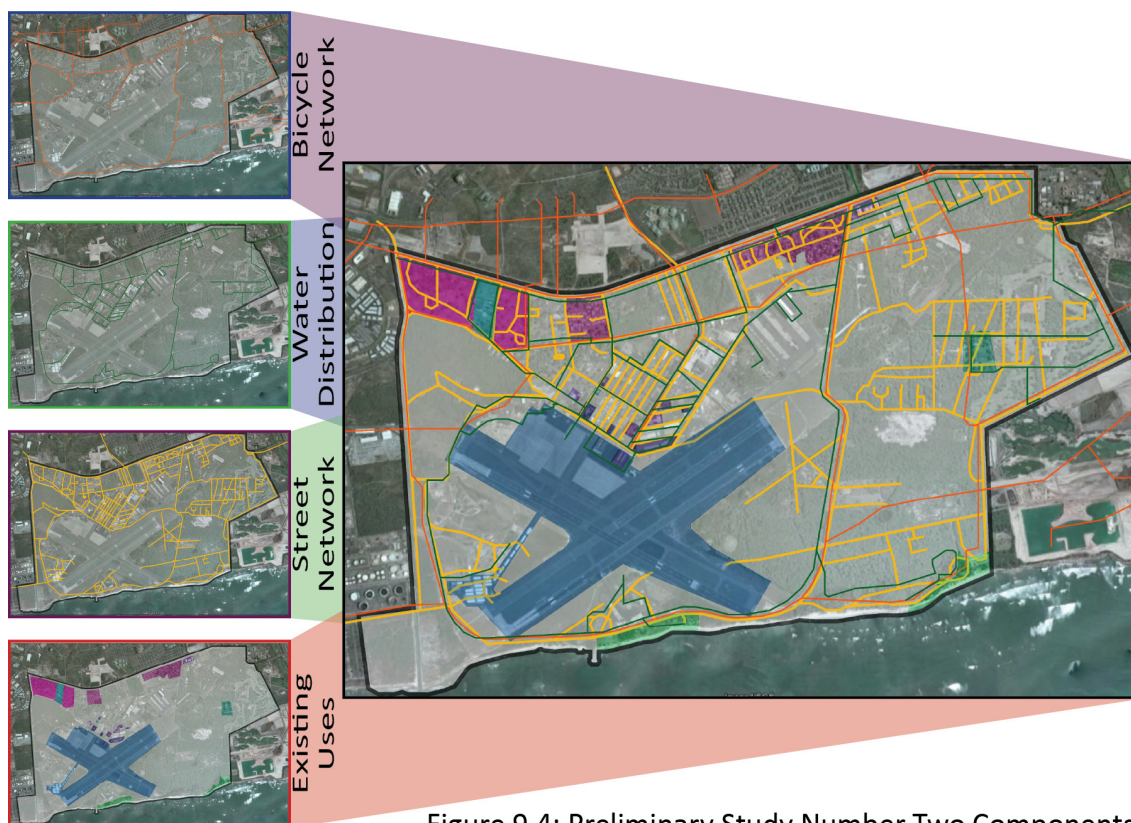 Bicycle
Network
Water
Distribution
Street
Network
Existing
Uses
Figure 9-4: Preliminary Study Number Two Components